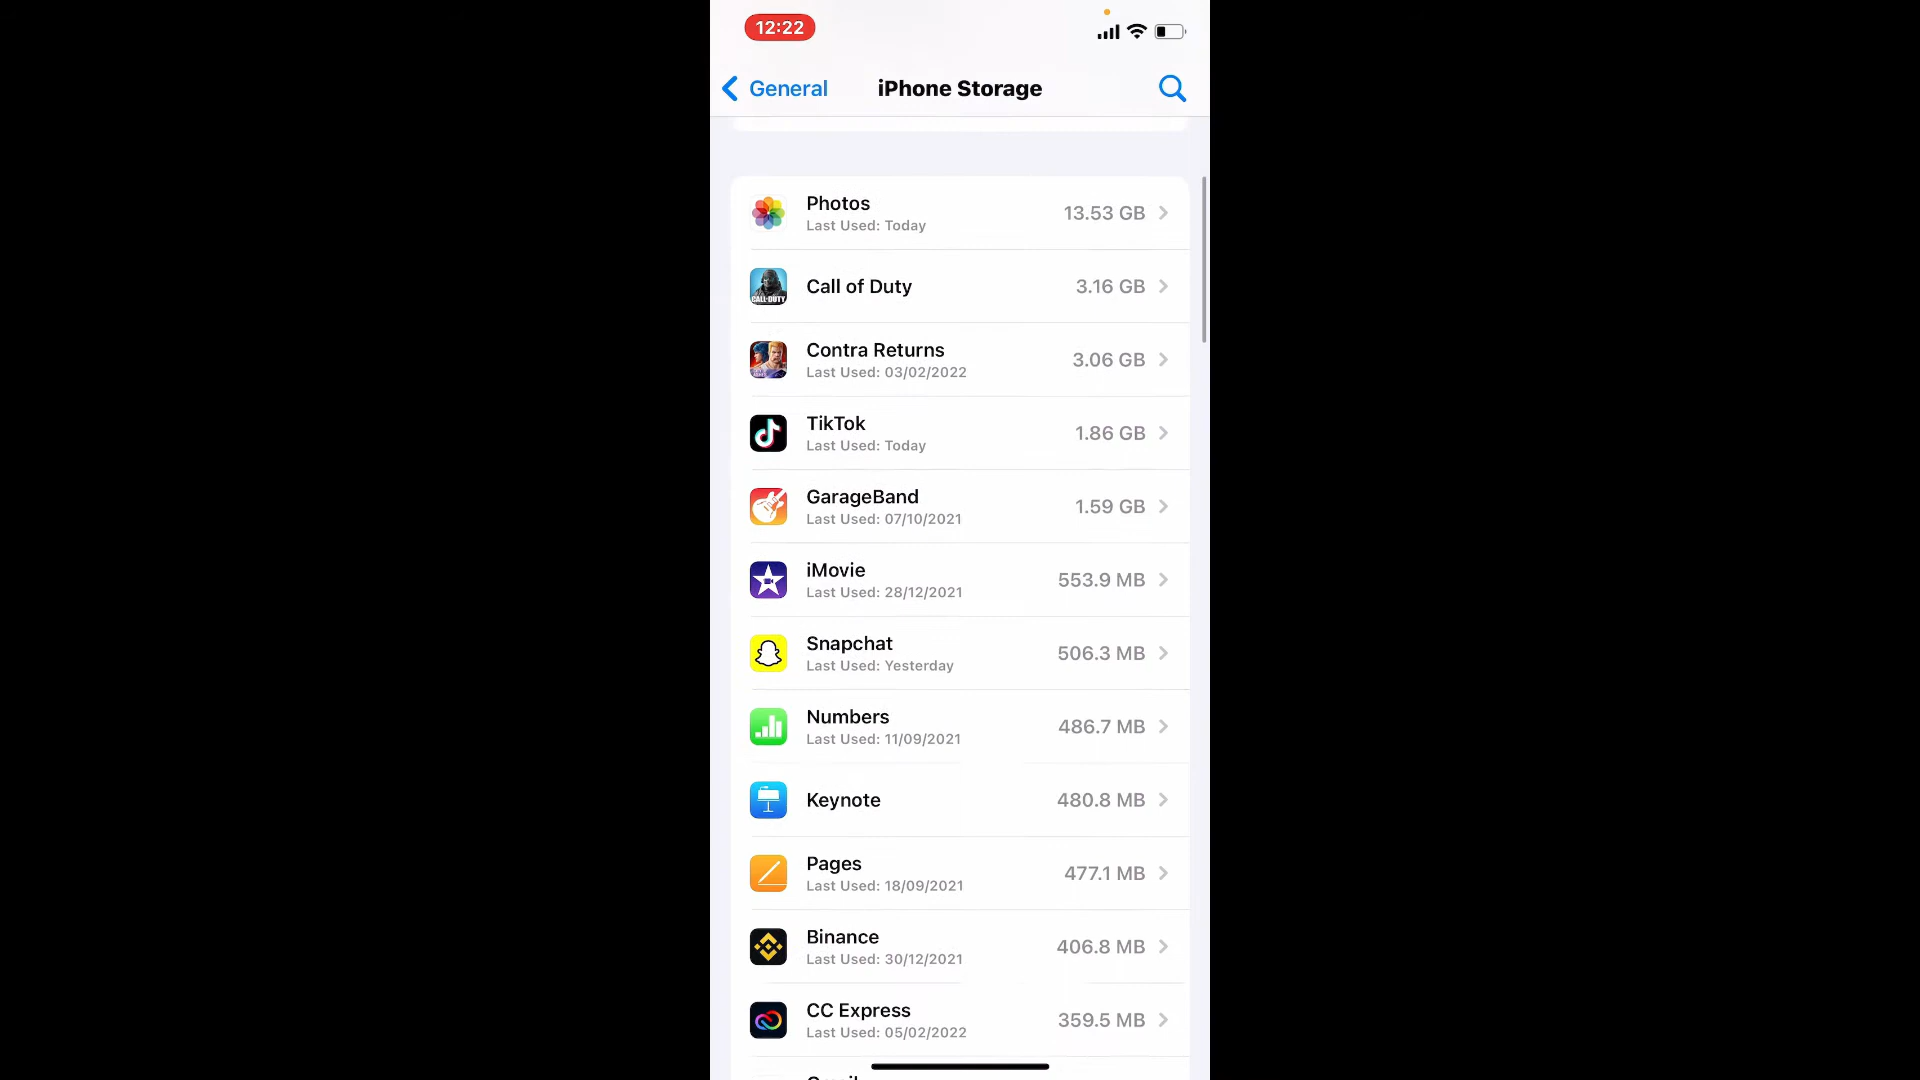 12:22
General
iPhone Storage
Photos
Last Used: Today
13.53 GB
CALL·DUTY
Call of Duty
3.16 GB
Contra Returns
Last Used: 03/02/2022
3.06 GB
TikTok
Last Used: Today
1.86 GB
GarageBand
Last Used: 07/10/2021
1.59 GB
iMovie
Last Used: 28/12/2021
553.9 MB
Snapchat
Last Used: Yesterday
506.3 MB
Numbers
Last Used: 11/09/2021
486.7 MB
Keynote
480.8 MB
Pages
Last Used: 18/09/2021
477.1 MB
Binance
Last Used: 30/12/2021
406.8 MB
CC Express
Last Used: 05/02/2022
359.5 MB